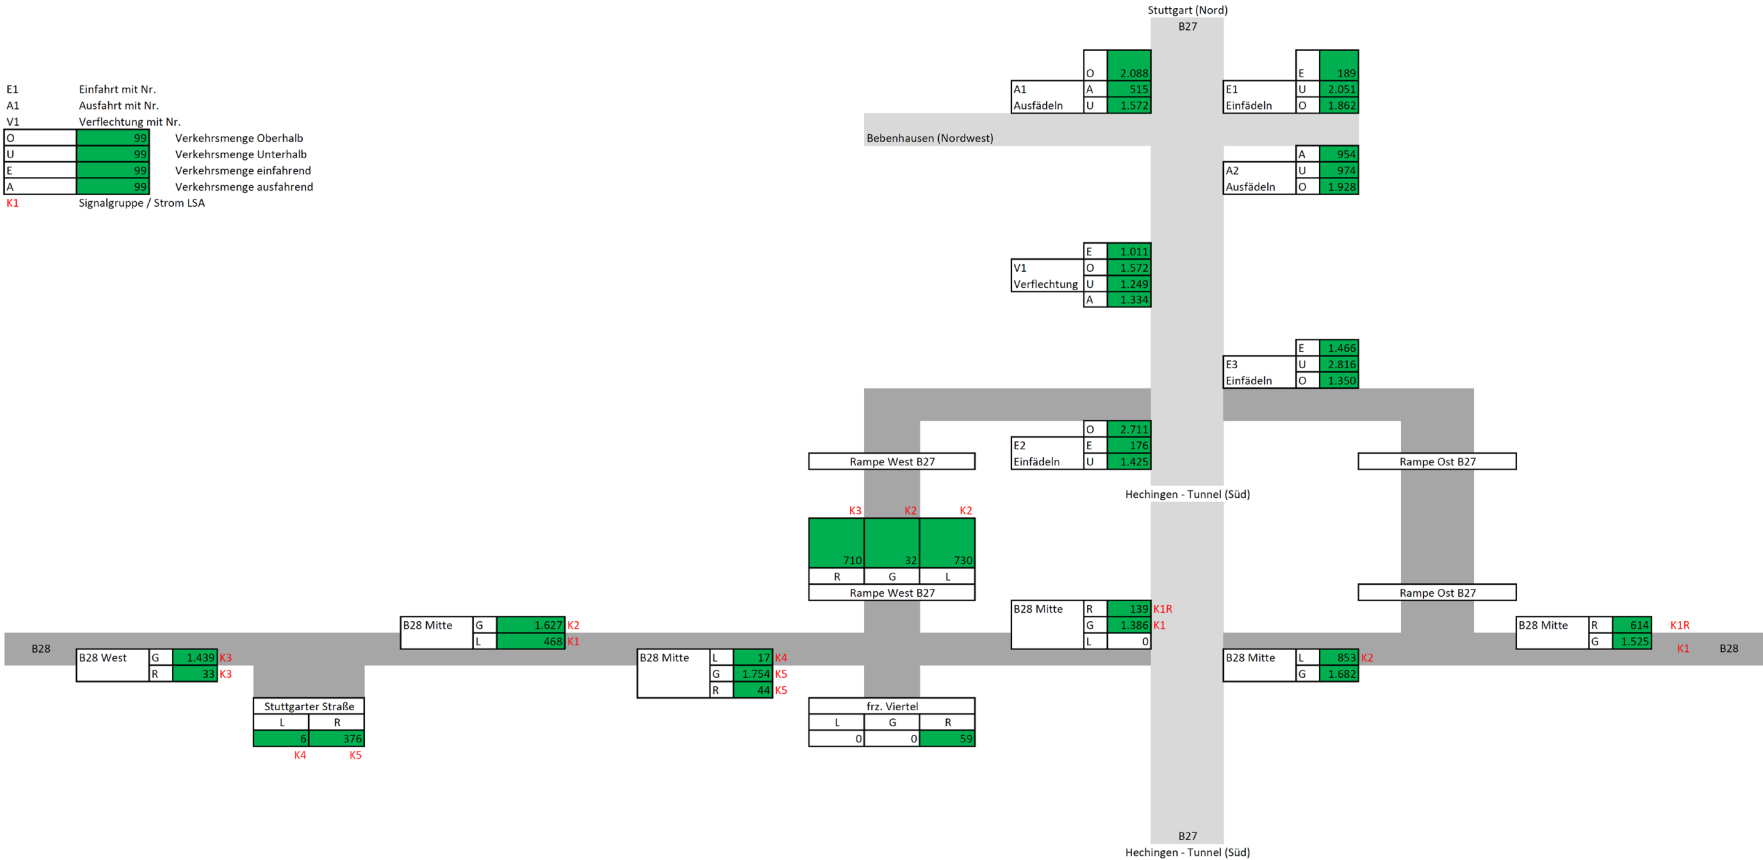 Stuttgart (Nord)
B27
O 2.088
A1 A 515
Ausfädeln U 1.572
E 189
E1 U 2.051
Einfädeln O 1.862
E1 Einfahrt mit Nr.
A1 Ausfahrt mit Nr.
V1 Verflechtung mit Nr.
O 99 Verkehrsmenge Oberhalb
U 99 Verkehrsmenge Unterhalb
E 99 Verkehrsmenge einfahrend
A 99 Verkehrsmenge ausfahrend
K1 Signalgruppe / Strom LSA
Bebenhausen (Nordwest)
A 954
A2 U 974
Ausfädeln O 1.928
E 1.011
V1 O 1.572
Verflechtung U 1.249
A 1.334
E 1.466
E3 U 2.816
Einfädeln O 1.350
O 2.711
E2 E 176
Einfädeln U 1.425
Rampe West B27
Rampe Ost B27
Hechingen - Tunnel (Süd)
K3 K2 K2
710 32 730
R G L
Rampe West B27
Rampe Ost B27
B28 Mitte R 139 K1R
G 1.386 K1
L 0
B28 Mitte G 1.627 K2
L 468 K1
B28 Mitte R 614 K1R
G 1.525 K1
B28
B28
B28 West G 1.439 K3
R 33 K3
B28 Mitte L 17 K4
G 1.754 K5
R 44 K5
B28 Mitte L 853 K2
G 1.682
Stuttgarter Straße
L R
6 376
K4 K5
frz. Viertel
L G R
0 0 59
B27
Hechingen - Tunnel (Süd)